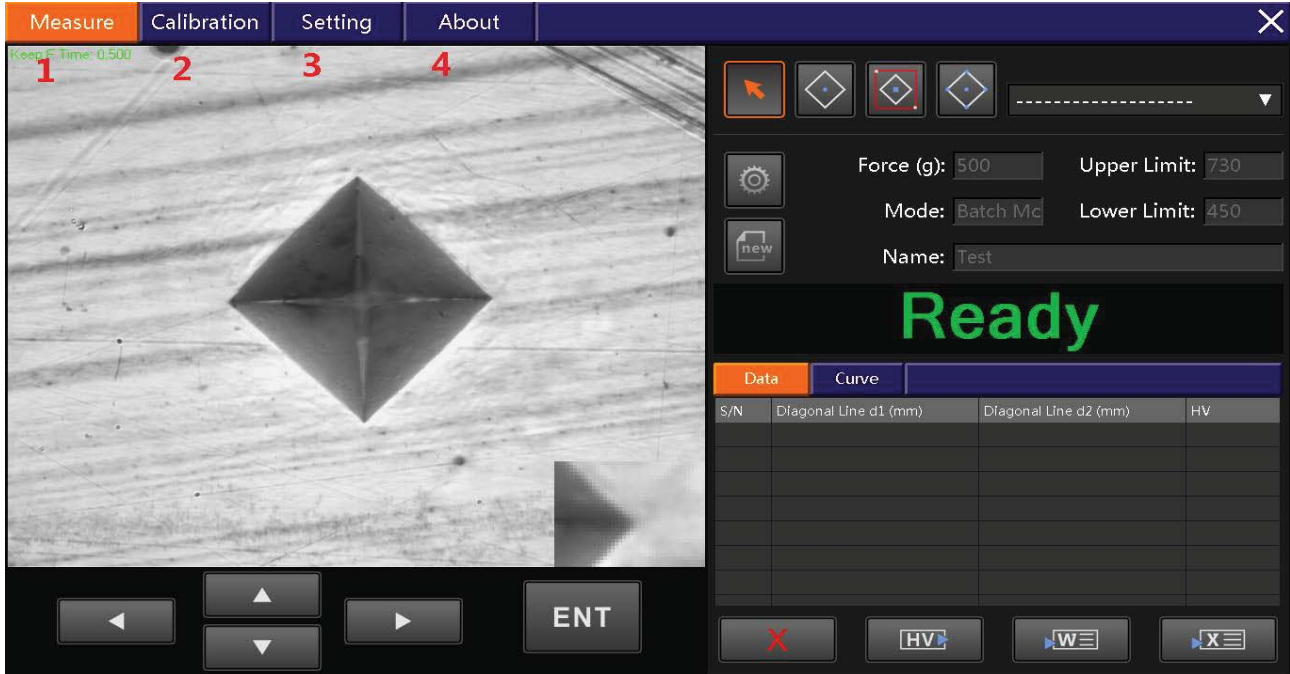 Measure Calibration Setting About
Keep F Time: 0.500
1 2 3 4
-------------------
Force (g): 500 Upper Limit: 730
Mode: Batch Mc Lower Limit: 450
new
Name: Test
Ready
Data Curve
S/N Diagonal Line d1 (mm) Diagonal Line d2 (mm) HV
ENT
X HV W X